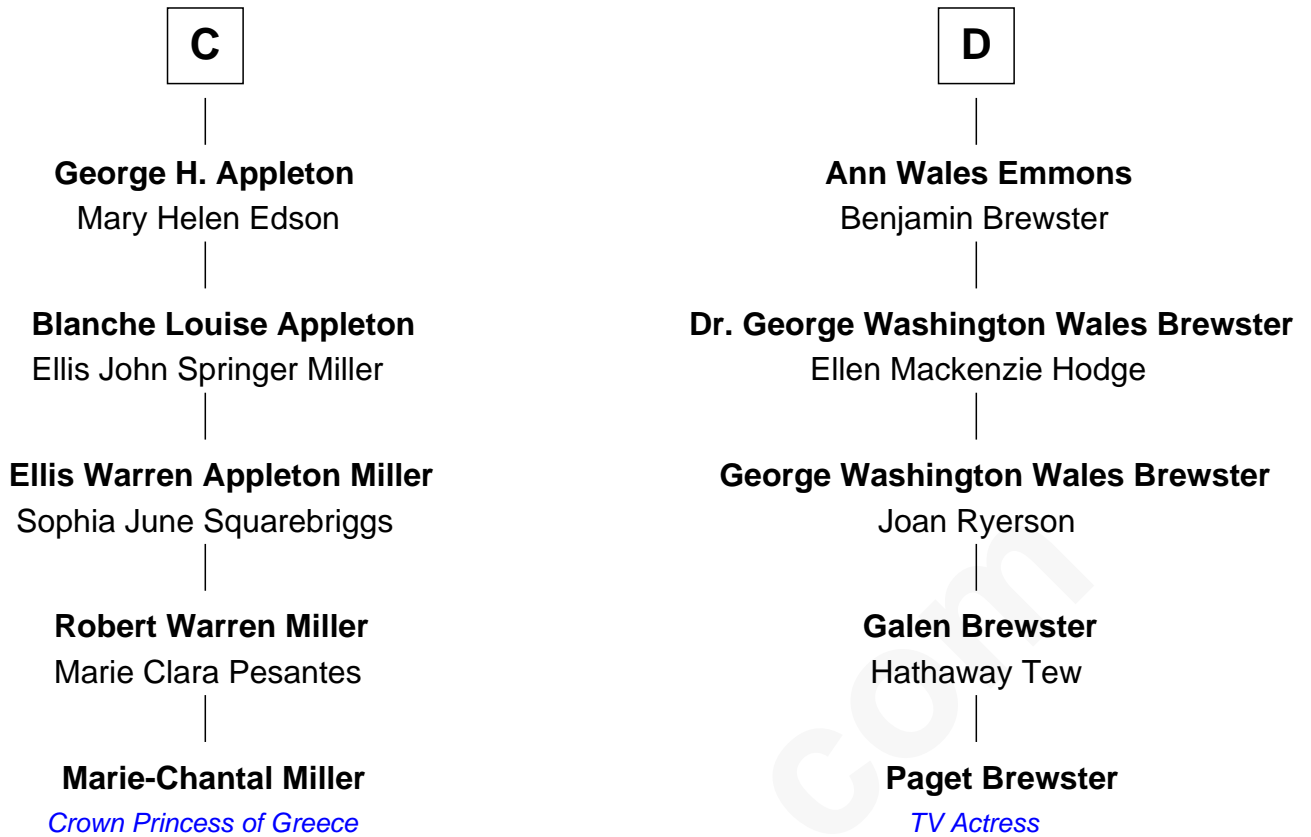 C
George H. Appleton
Mary Helen Edson
Blanche Louise Appleton
Ellis John Springer Miller
Ellis Warren Appleton Miller
Sophia June Squarebriggs
Robert Warren Miller
Marie Clara Pesantes
Marie-Chantal Miller
Crown Princess of Greece
D
Ann Wales Emmons
Benjamin Brewster
Dr. George Washington Wales Brewster
Ellen Mackenzie Hodge
George Washington Wales Brewster
Joan Ryerson
Galen Brewster
Hathaway Tew
Paget Brewster
TV Actress
com